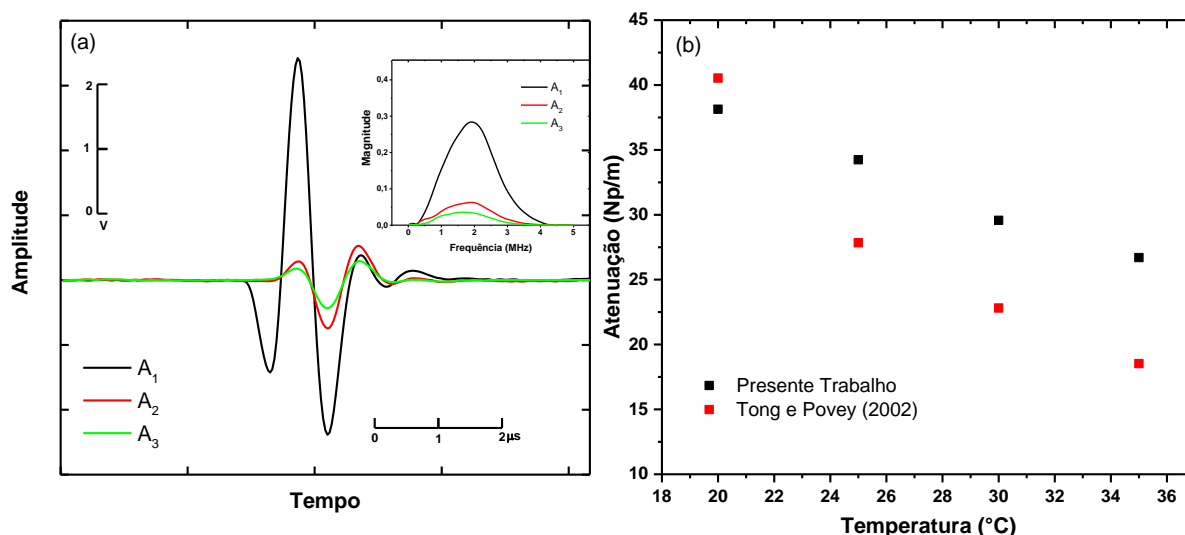 (a)
2
1
0
V
Amplitude
A1
A2
A3
0 1 2 μs
Tempo
0,4
0,3
0,2
0,1
0,0
Magnitude
A1
A2
A3
0 1 2 3 4 5
Frequência (MHz)
(b)
45
40
35
30
25
20
15
10
Atenuação (Np/m)
Presente Trabalho
Tong e Povey (2002)
18 20 22 24 26 28 30 32 34 36
Temperatura (°C)